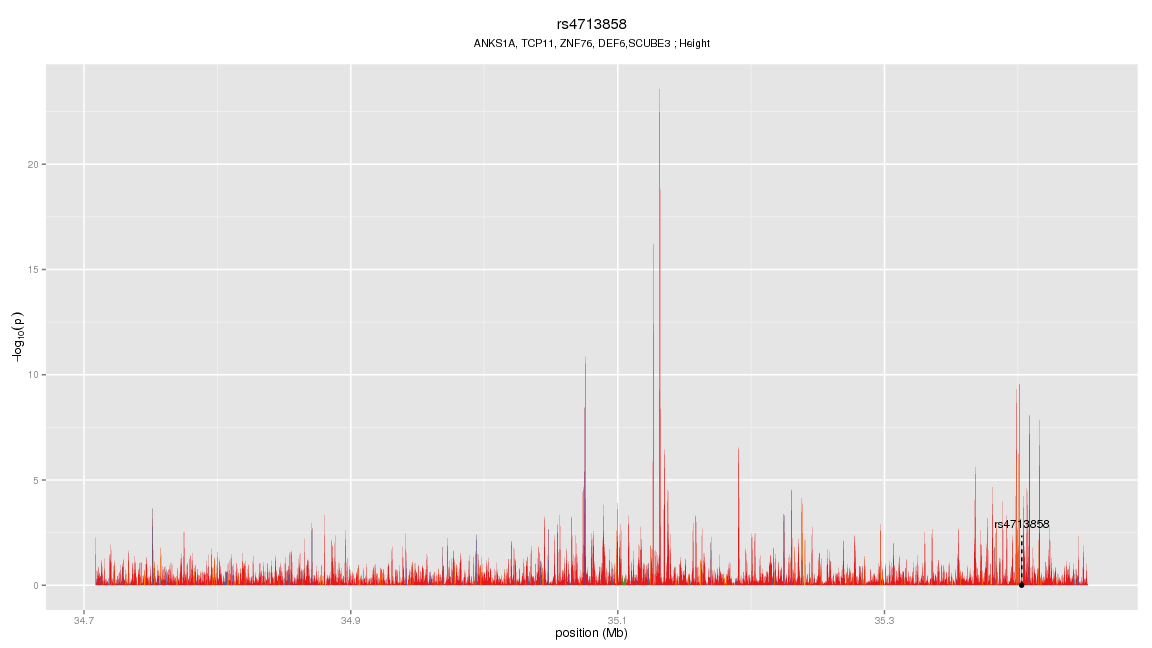 rs4713858
ANKS1A, TCP11, ZNF76, DEF6,SCUBE3 ; Height
20
15
10
5
0
−log10(p)
rs4713858
34.7
34.9
35.1
35.3
position (Mb)